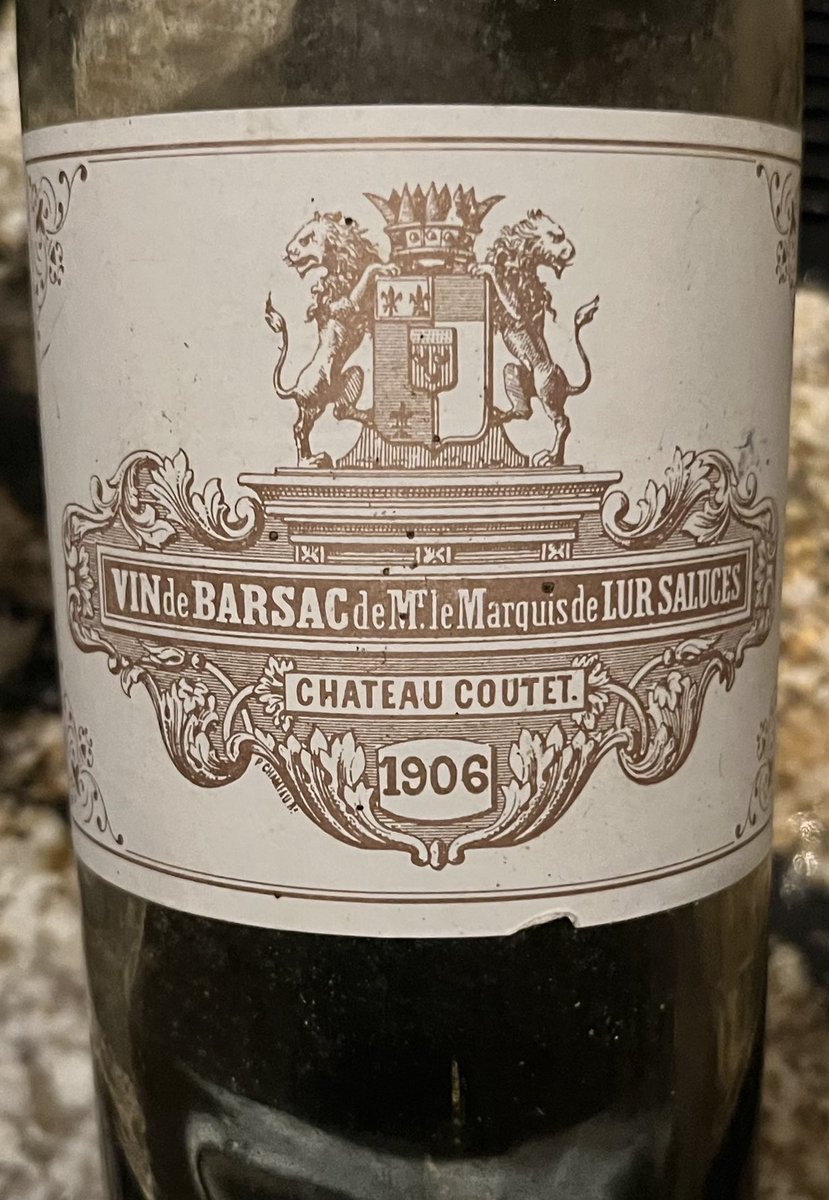 VIN de BARSAC de Mr. le Marquis de LUR SALUCES
CHATEAU COUTET.
1906